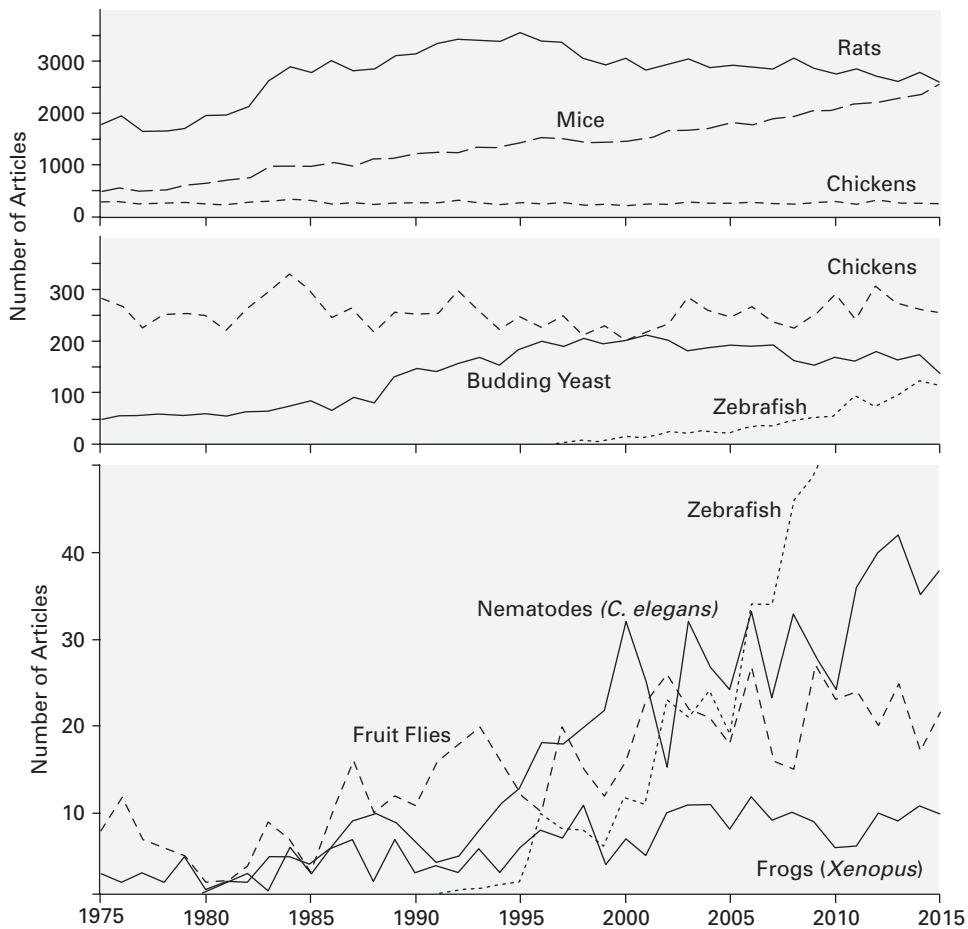 3000
2000
1000
0
Rats
Mice
Chickens
Number of Articles
300
200
100
0
Chickens
Budding Yeast
Zebrafish
40
30
20
10
Number of Articles
Zebrafish
Nematodes (C. elegans)
Fruit Flies
Frogs (Xenopus)
1975 1980 1985 1990 1995 2000 2005 2010 2015